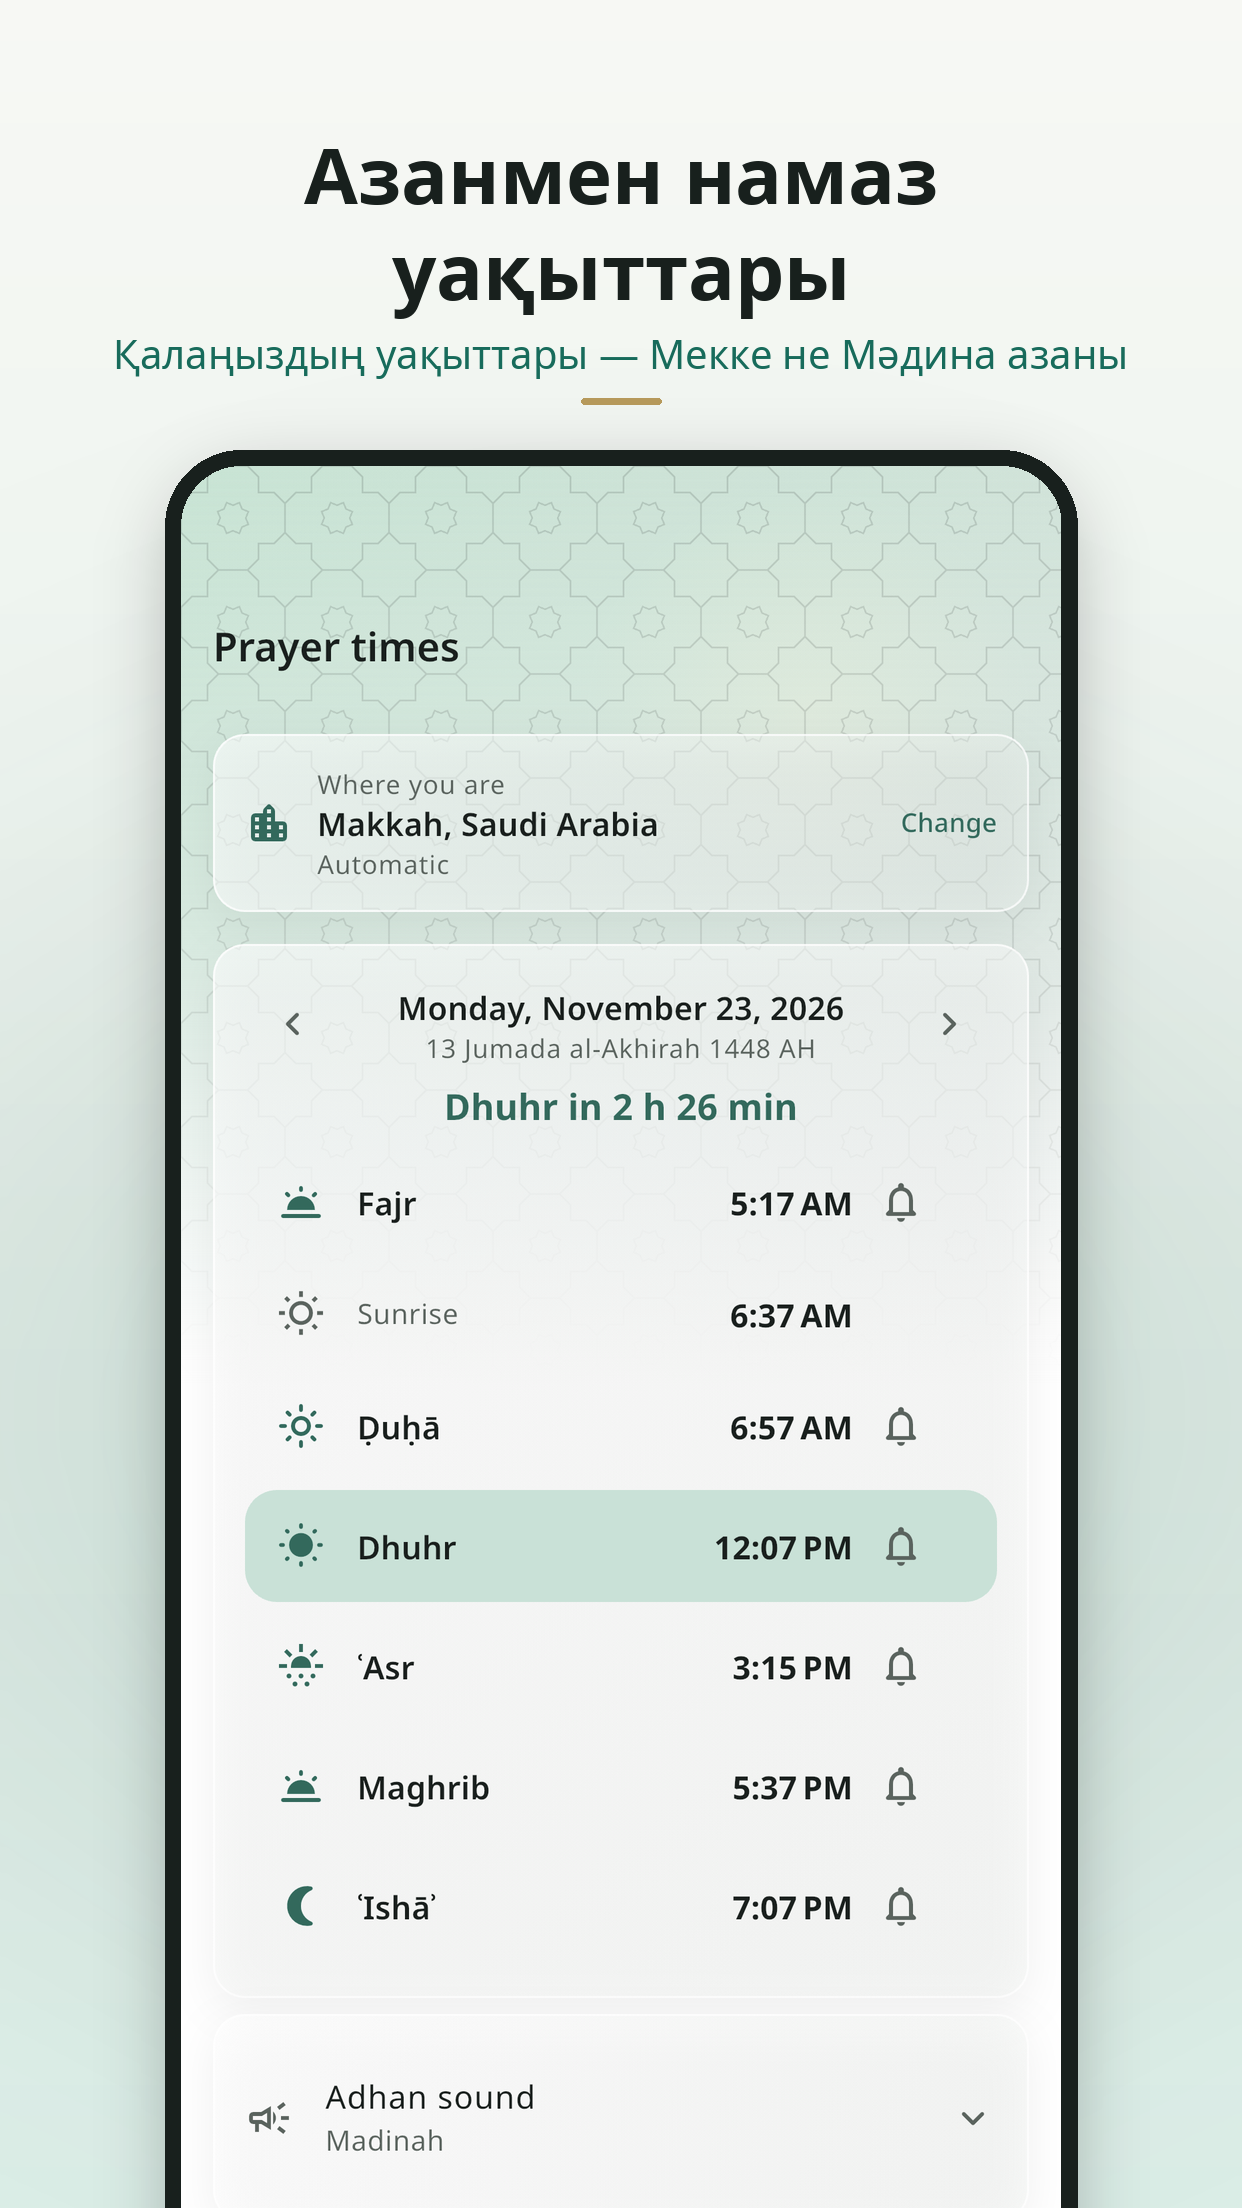 Азанмен намаз
уақыттары
Қалаңыздың уақыттары — Мекке не Мәдина азаны
Prayer times
Where you are
Makkah, Saudi Arabia
Automatic
Change
Monday, November 23, 2026
13 Jumada al-Akhirah 1448 AH
Dhuhr in 2 h 26 min
Fajr 5:17 AM
Sunrise 6:37 AM
Ḍuḥā 6:57 AM
Dhuhr 12:07 PM
ʿAsr 3:15 PM
Maghrib 5:37 PM
ʿIshāʾ 7:07 PM
Adhan sound
Madinah